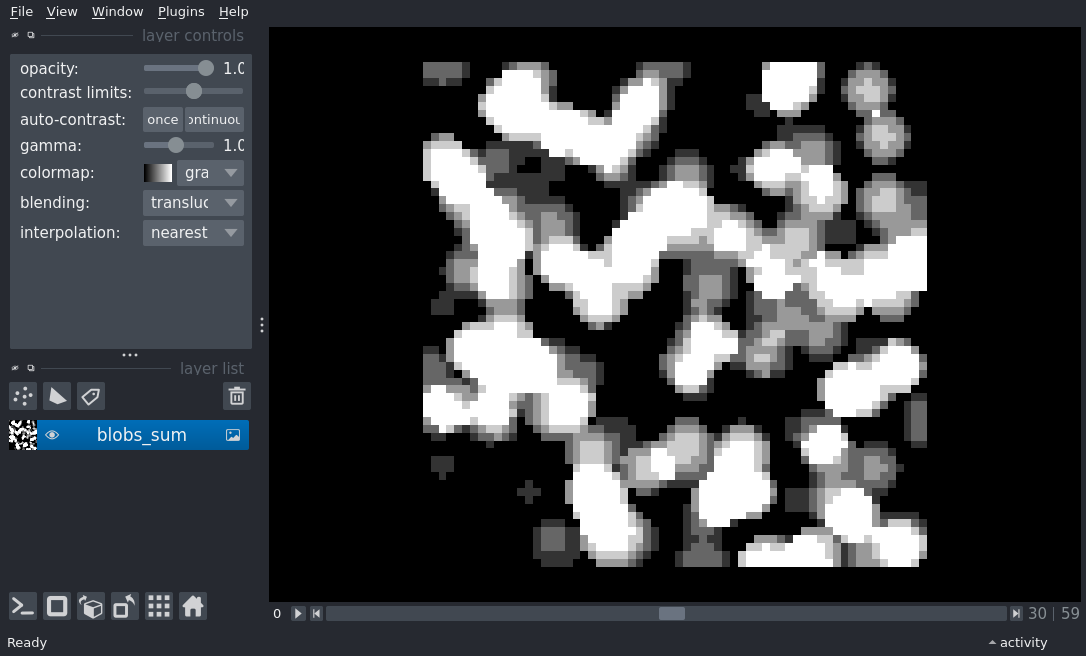 File View Window Plugins Help
layer controls
opacity: 1.0
contrast limits:
auto-contrast: once ontinuou
gamma: 1.0
colormap: gra
blending: transluc
interpolation: nearest
layer list
blobs_sum
0 30 | 59
Ready activity